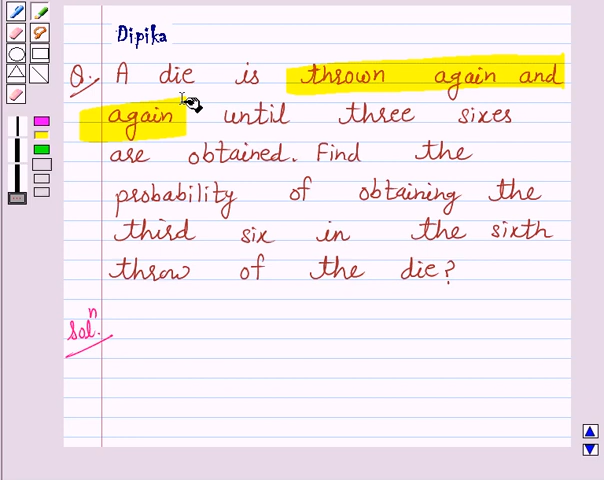 Dipika
Q. A die is thrown again and
again until three sixes
are obtained. Find the
probability of obtaining the
third six in the sixth
throw of the die?
Solⁿ.